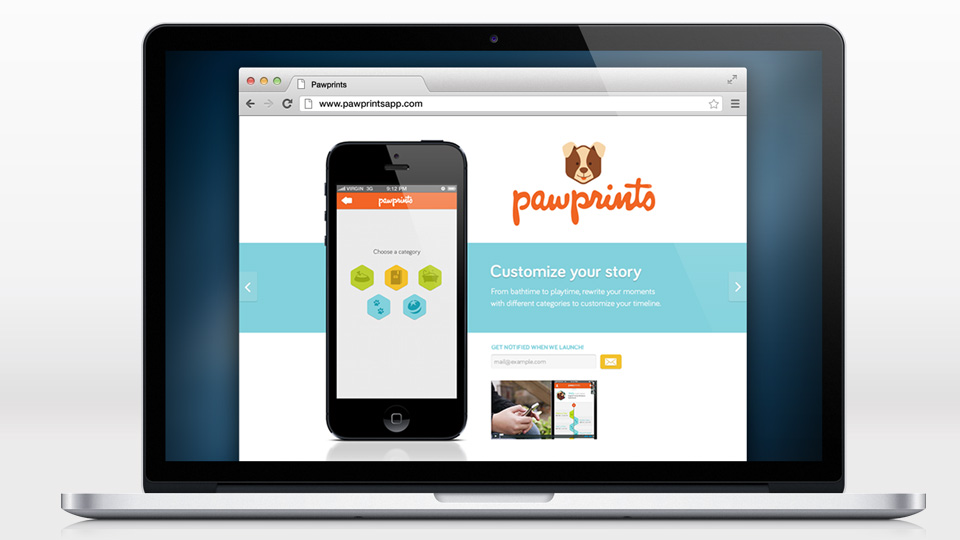 Pawprints
www.pawprintsapp.com
VIRGIN 3G 9:12 PM
pawprints
Choose a category
pawprints
Customize your story
From bathtime to playtime, rewrite your moments
with different categories to customize your timeline.
GET NOTIFIED WHEN WE LAUNCH!
mail@example.com